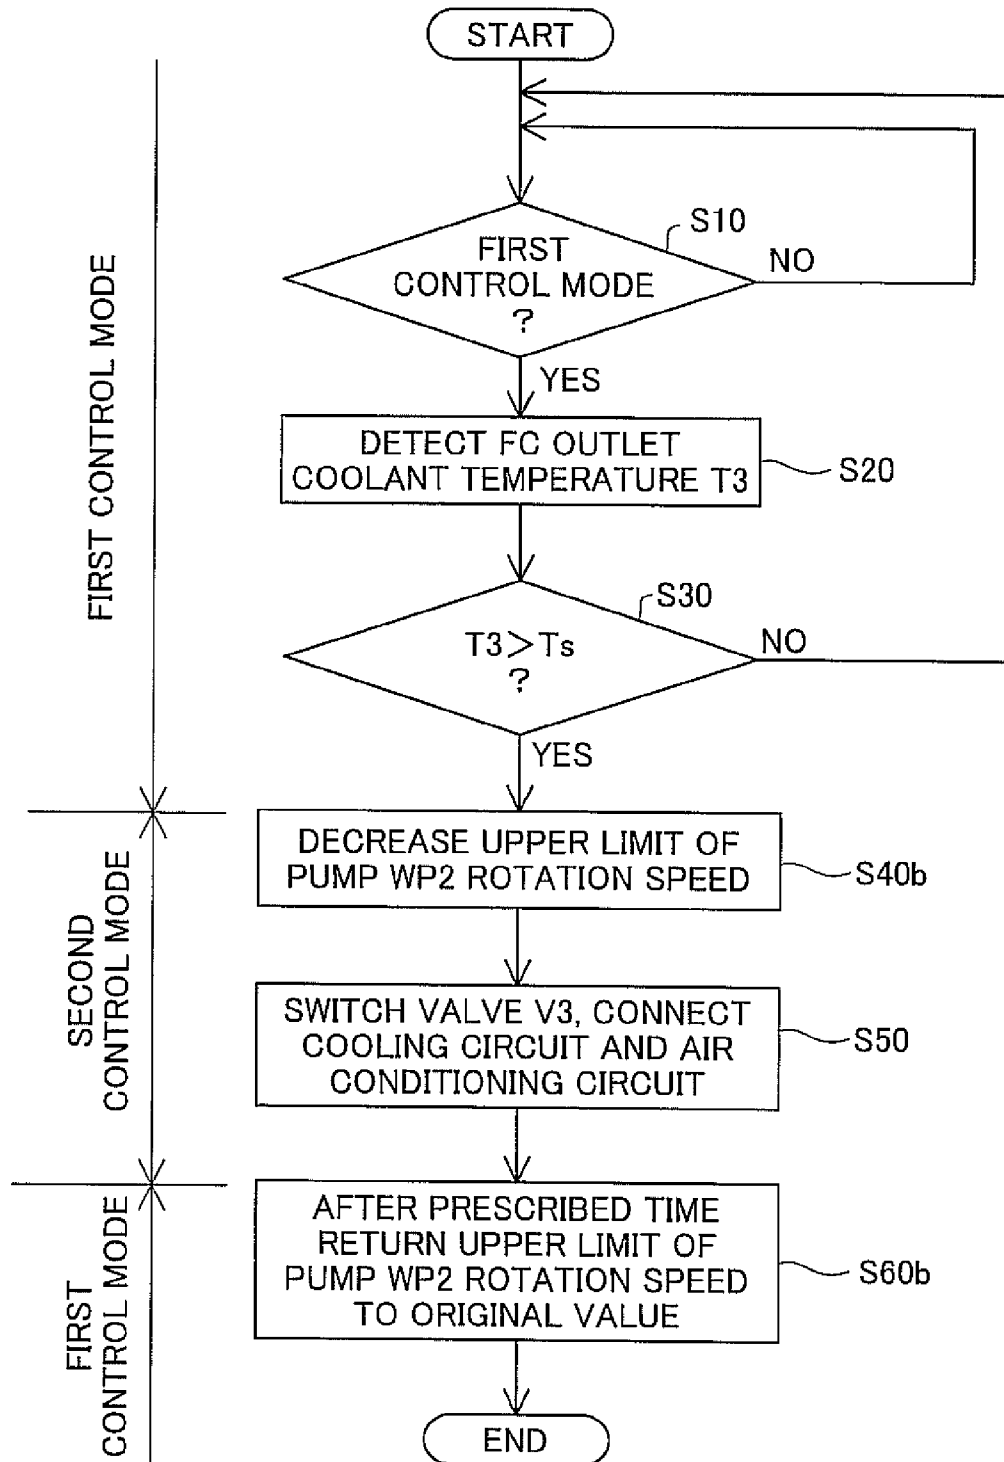 START
FIRST
CONTROL MODE
?
S10
NO
YES
DETECT FC OUTLET
COOLANT TEMPERATURE T3
S20
T3>Ts
?
S30
NO
YES
FIRST CONTROL MODE
DECREASE UPPER LIMIT OF
PUMP WP2 ROTATION SPEED
S40b
SWITCH VALVE V3, CONNECT
COOLING CIRCUIT AND AIR
CONDITIONING CIRCUIT
S50
SECOND
CONTROL MODE
AFTER PRESCRIBED TIME
RETURN UPPER LIMIT OF
PUMP WP2 ROTATION SPEED
TO ORIGINAL VALUE
S60b
FIRST
CONTROL MODE
END